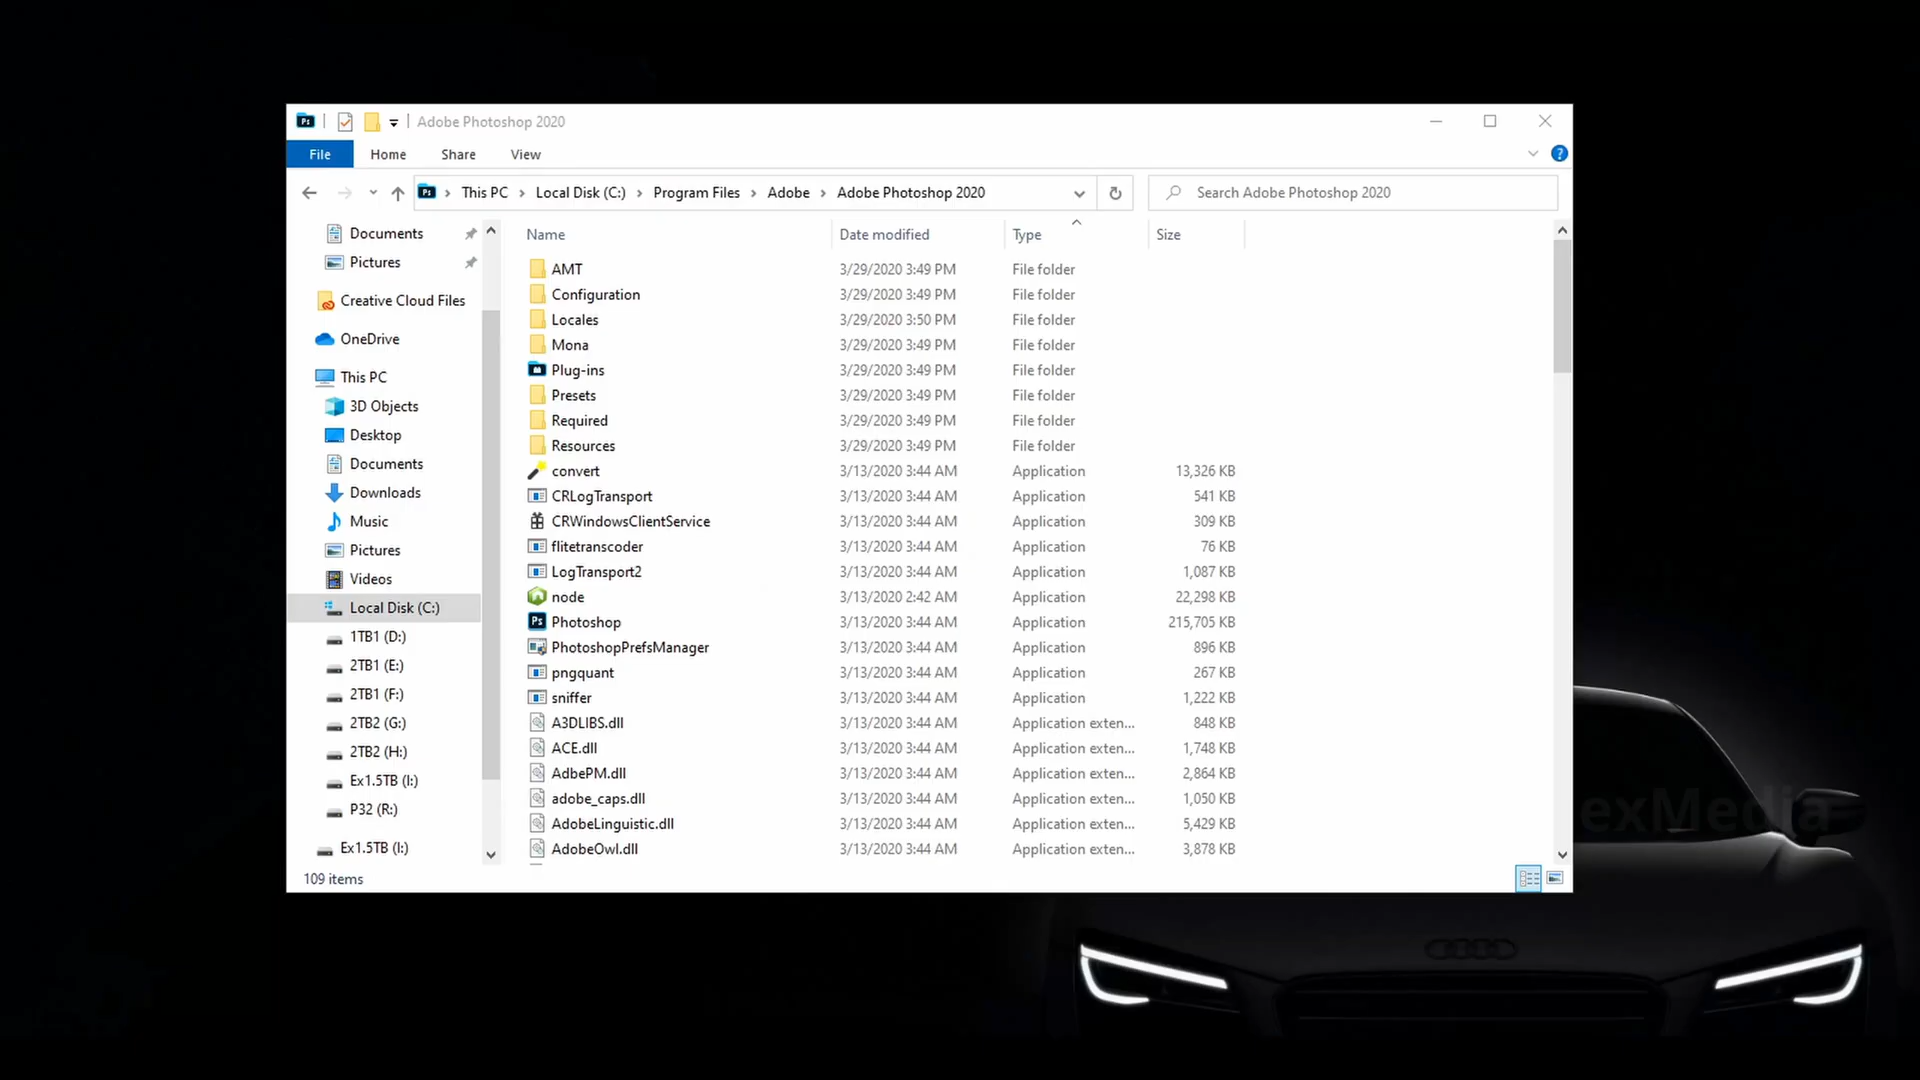 Ps Adobe Photoshop 2020
File Home Share View ?
Ps This PC Local Disk (C:) Program Files Adobe Adobe Photoshop 2020 Search Adobe Photoshop 2020
Documents
Pictures
Creative Cloud Files
OneDrive
This PC
3D Objects
Desktop
Documents
Downloads
Music
Pictures
Videos
Local Disk (C:)
1TB1 (D:)
2TB1 (E:)
2TB1 (F:)
2TB2 (G:)
2TB2 (H:)
Ex1.5TB (I:)
P32 (R:)
Ex1.5TB (I:)
Name Date modified Type Size
AMT 3/29/2020 3:49 PM File folder
Configuration 3/29/2020 3:49 PM File folder
Locales 3/29/2020 3:50 PM File folder
Mona 3/29/2020 3:49 PM File folder
Plug-ins 3/29/2020 3:49 PM File folder
Presets 3/29/2020 3:49 PM File folder
Required 3/29/2020 3:49 PM File folder
Resources 3/29/2020 3:49 PM File folder
convert 3/13/2020 3:44 AM Application 13,326 KB
CRLogTransport 3/13/2020 3:44 AM Application 541 KB
CRWindowsClientService 3/13/2020 3:44 AM Application 309 KB
flitetranscoder 3/13/2020 3:44 AM Application 76 KB
LogTransport2 3/13/2020 3:44 AM Application 1,087 KB
node 3/13/2020 2:42 AM Application 22,298 KB
Ps Photoshop 3/13/2020 3:44 AM Application 215,705 KB
PhotoshopPrefsManager 3/13/2020 3:44 AM Application 896 KB
pngquant 3/13/2020 3:44 AM Application 267 KB
sniffer 3/13/2020 3:44 AM Application 1,222 KB
A3DLIBS.dll 3/13/2020 3:44 AM Application exten... 848 KB
ACE.dll 3/13/2020 3:44 AM Application exten... 1,748 KB
AdbePM.dll 3/13/2020 3:44 AM Application exten... 2,864 KB
adobe_caps.dll 3/13/2020 3:44 AM Application exten... 1,050 KB
AdobeLinguistic.dll 3/13/2020 3:44 AM Application exten... 5,429 KB
AdobeOwl.dll 3/13/2020 3:44 AM Application exten... 3,878 KB
109 items
exMedia